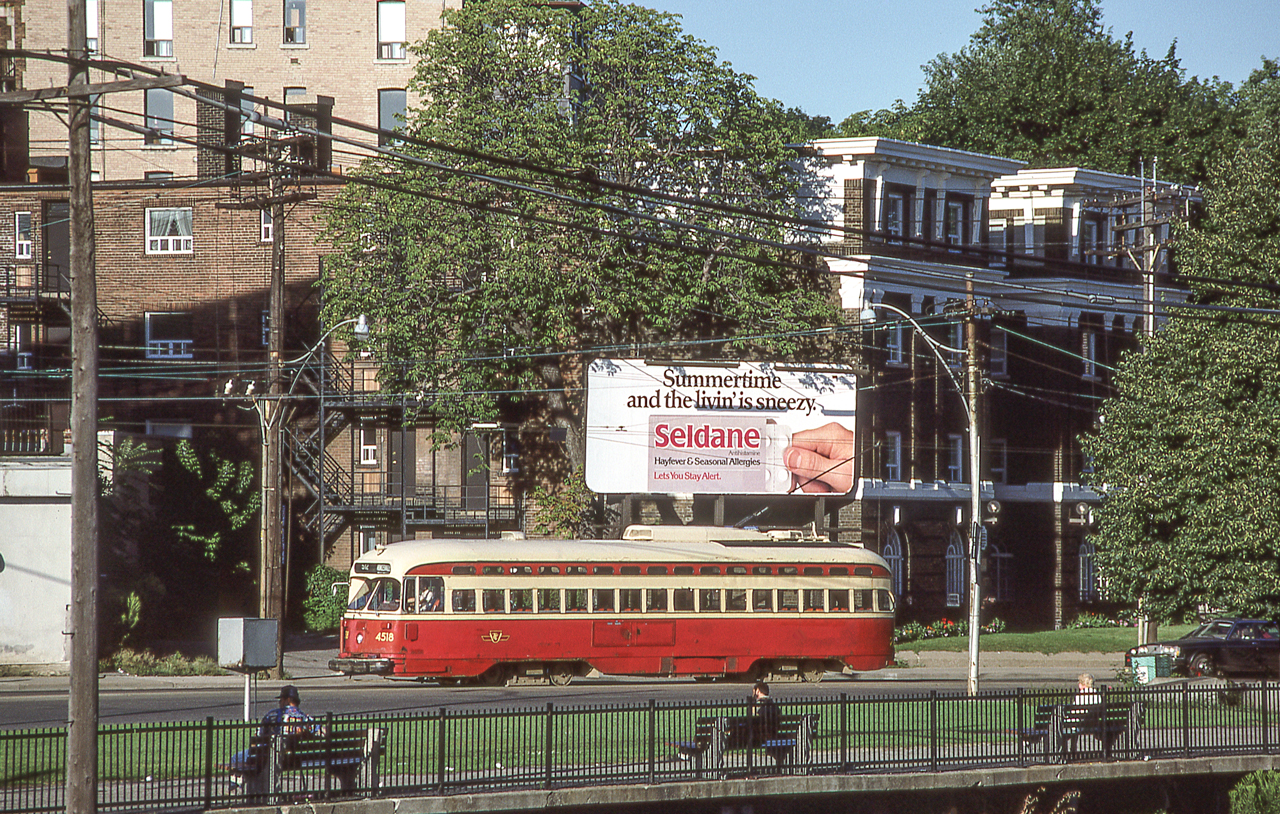 Summertime
and the livin' is sneezy.
Seldane
Antihistamine
Hayfever & Seasonal Allergies
Lets You Stay Alert.
4518